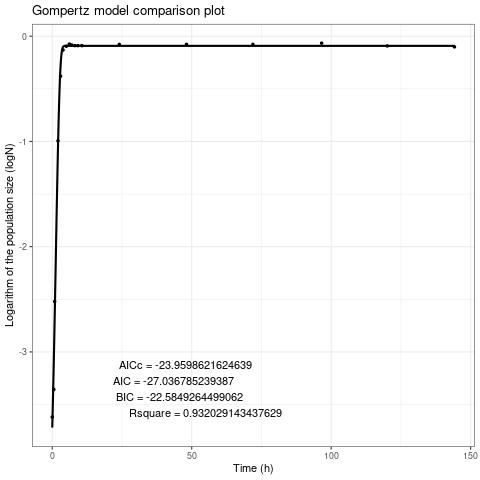 Gompertz model comparison plot
Logarithm of the population size (logN)
0
-1
-2
-3
AICc = -23.9598621624639
AIC = -27.036785239387
BIC = -22.5849264499062
Rsquare = 0.932029143437629
0 50 100 150
Time (h)